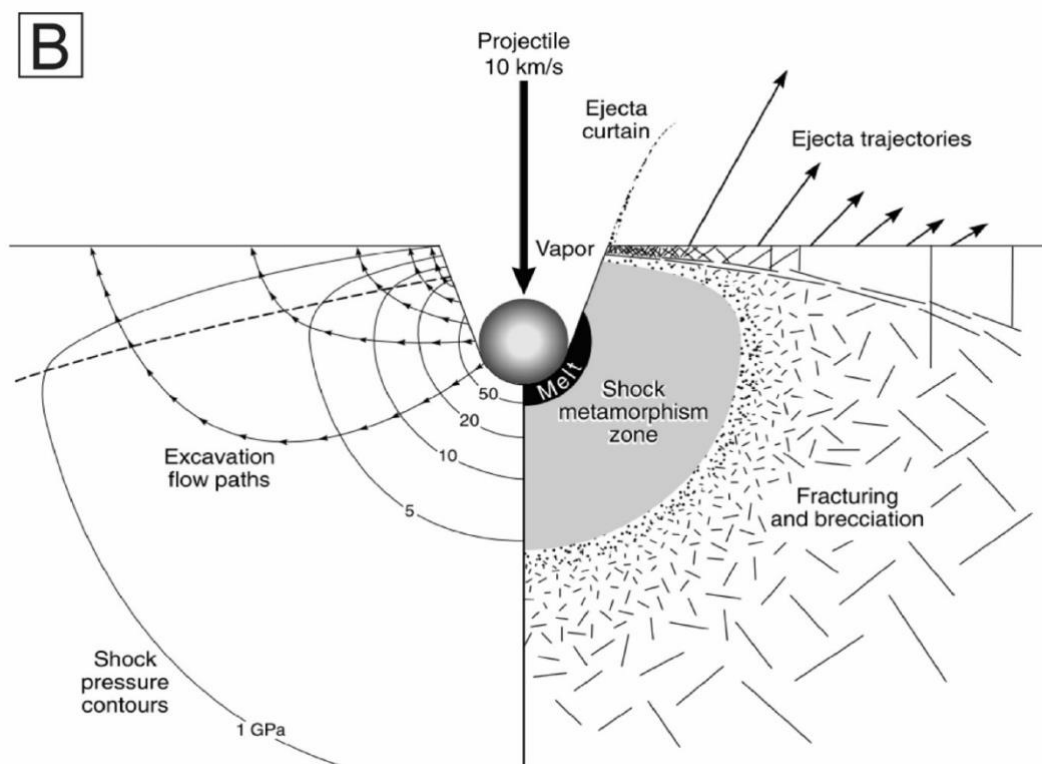 B
Projectile
10 km/s
Ejecta
curtain
Ejecta trajectories
Vapor
Melt
50
20
10
5
Shock
metamorphism
zone
Excavation
flow paths
Fracturing
and brecciation
Shock
pressure
contours
1 GPa